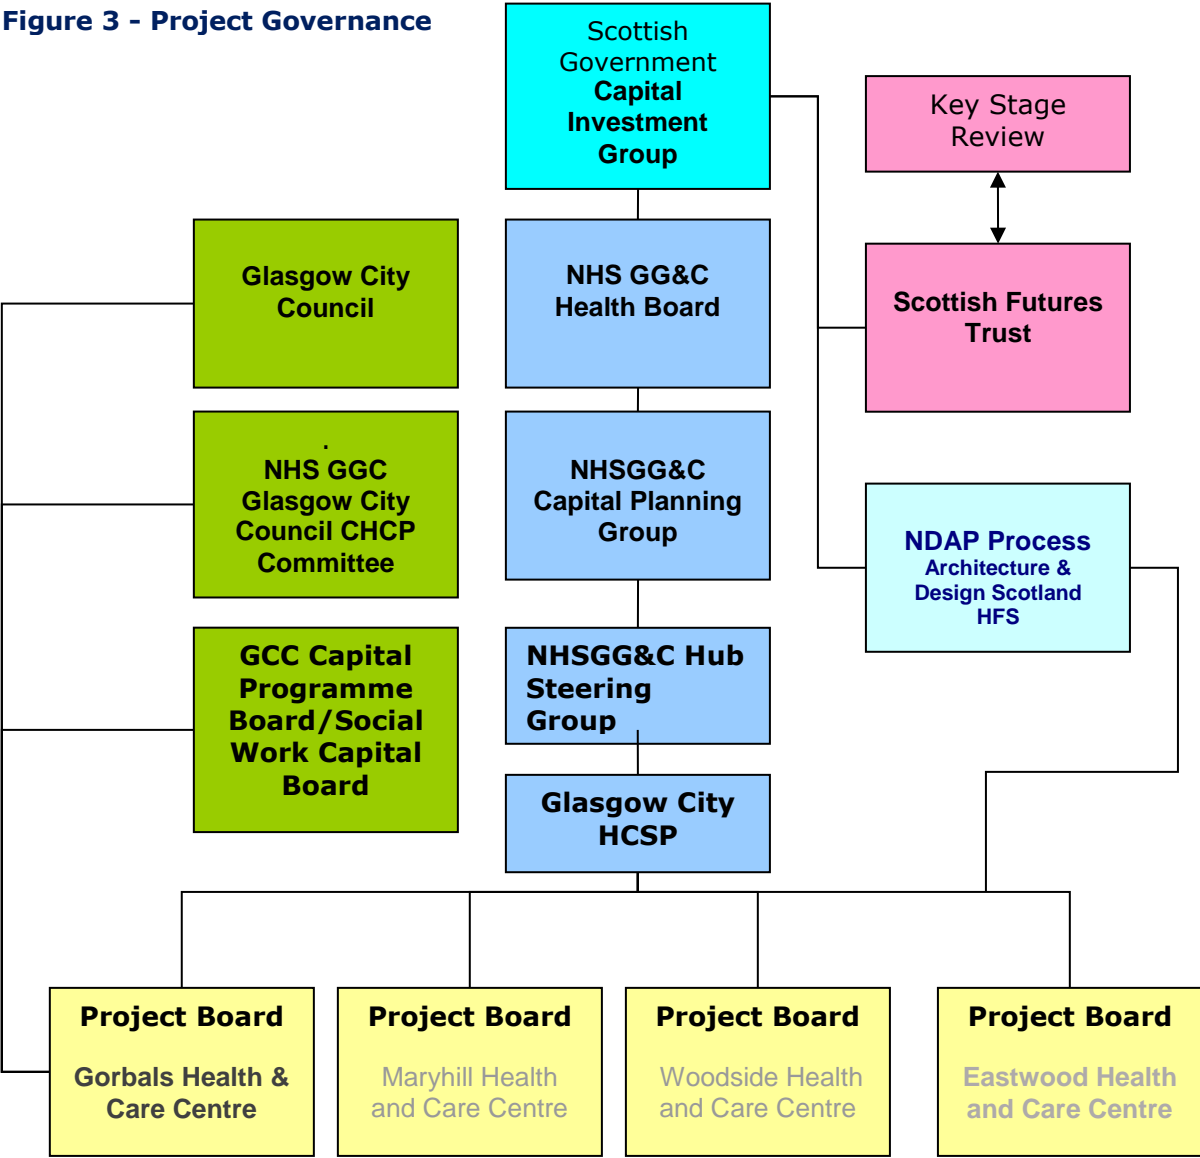 Figure 3 - Project Governance
Scottish
Government
Capital
Investment
Group
Key Stage
Review
Glasgow City
Council
NHS GG&C
Health Board
Scottish Futures
Trust
.
NHS GGC
Glasgow City
Council CHCP
Committee
NHSGG&C
Capital Planning
Group
NDAP Process
Architecture &
Design Scotland
HFS
GCC Capital
Programme
Board/Social
Work Capital
Board
NHSGG&C Hub
Steering
Group
Glasgow City
HCSP
Project Board
Gorbals Health &
Care Centre
Project Board
Maryhill Health
and Care Centre
Project Board
Woodside Health
and Care Centre
Project Board
Eastwood Health
and Care Centre